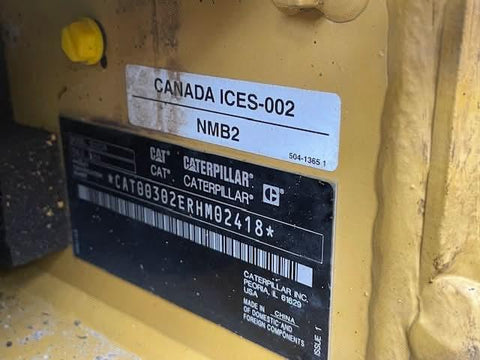 CANADA ICES-002
NMB2
504-1365 1
CAT CATERPILLAR
CAT® CATERPILLAR® C
*CAT00302ERHM02418*
CATERPILLAR INC.
PEORIA, IL 61629
USA
MADE IN CHINA
OF DOMESTIC AND
FOREIGN COMPONENTS
ISSUE 1